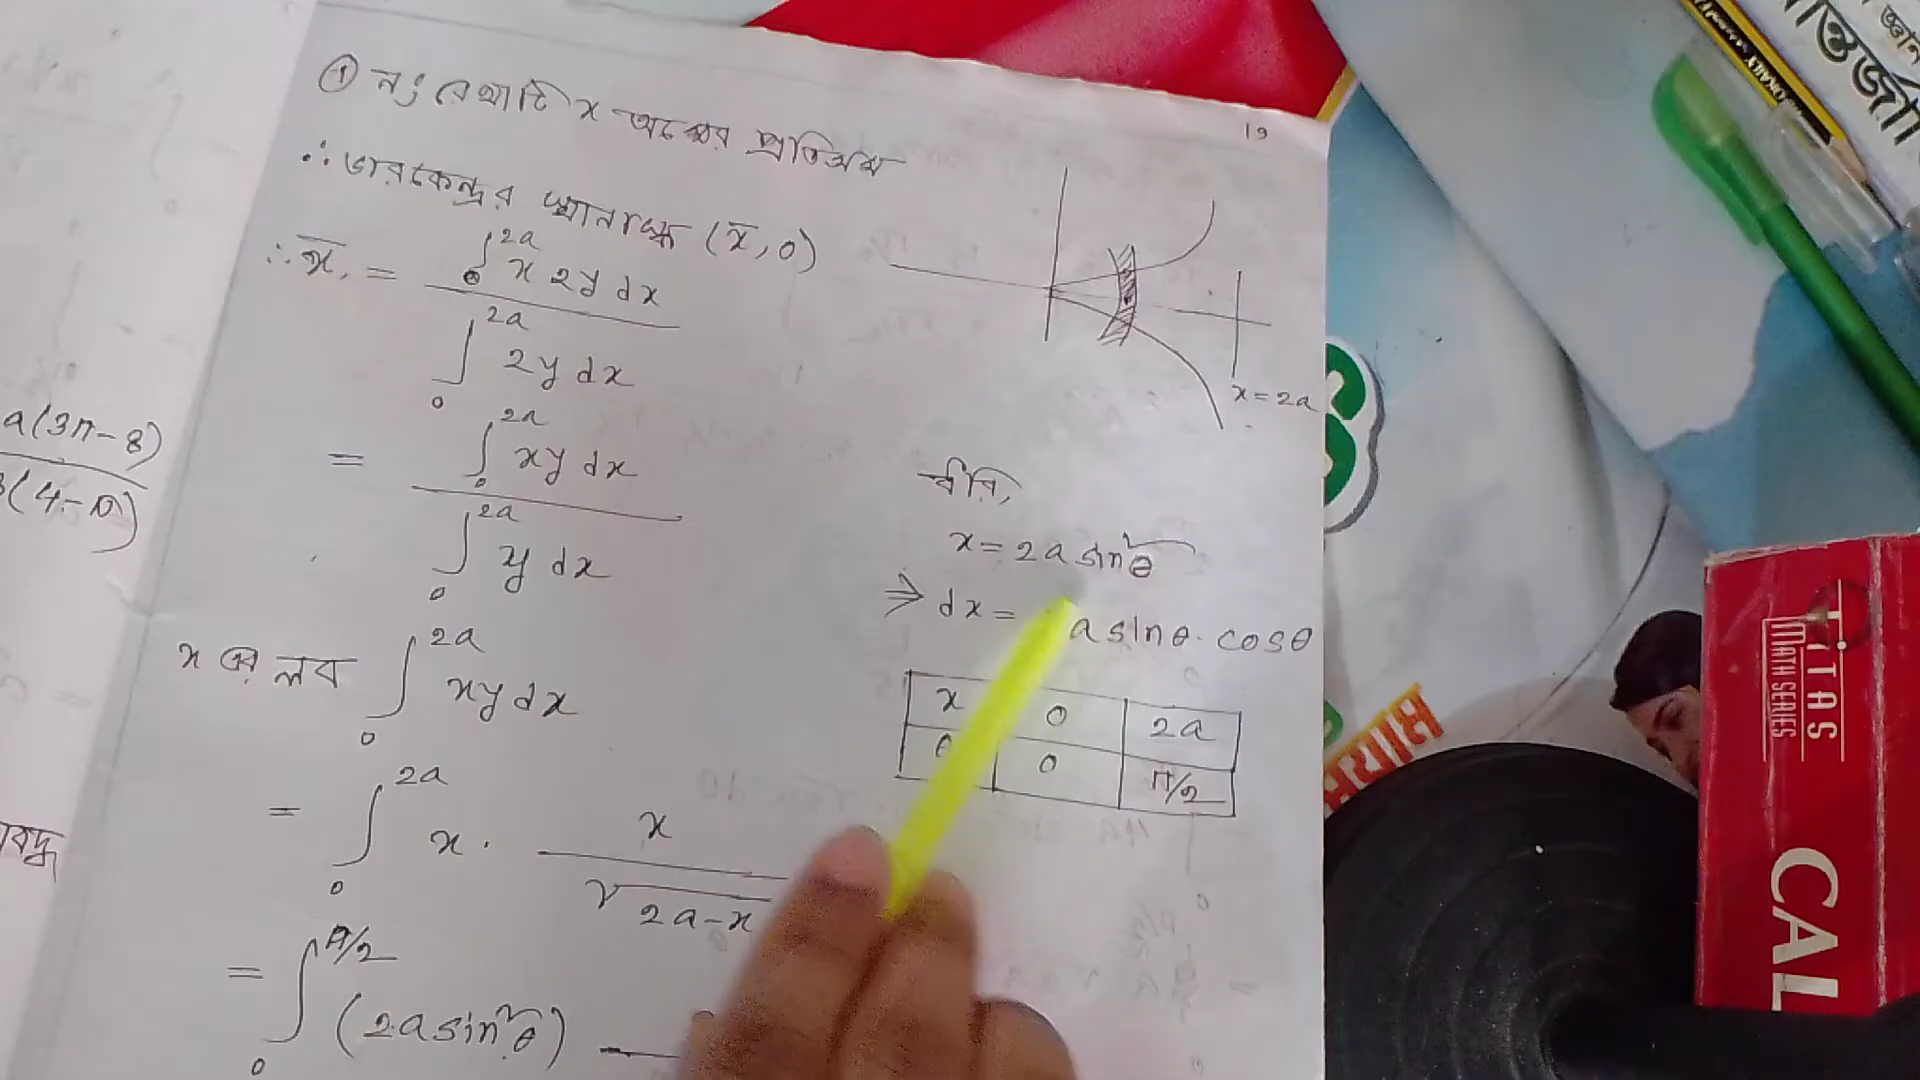 ① নং রেখাটি x অক্ষের প্রতিসম
19
∴ ভারকেন্দ্রর স্থানাঙ্ক (x̄, 0)
∴ x̄, = ∫₀^2a x 2y dx / ∫₀^2a 2y dx
x = 2a
= ∫₀^2a xy dx / ∫₀^2a y dx
a(3π-8)
(4-π)
ধরি,
x = 2a sin²θ
⇒ dx = a sinθ. cosθ
x 0 2a
θ 0 π/2
x এর লব ∫₀^2a xy dx
= ∫₀^2a x. x / √2a-x
= ∫₀^π/2 (2a sin²θ)
TiTAS
MATH SERIES
CAL